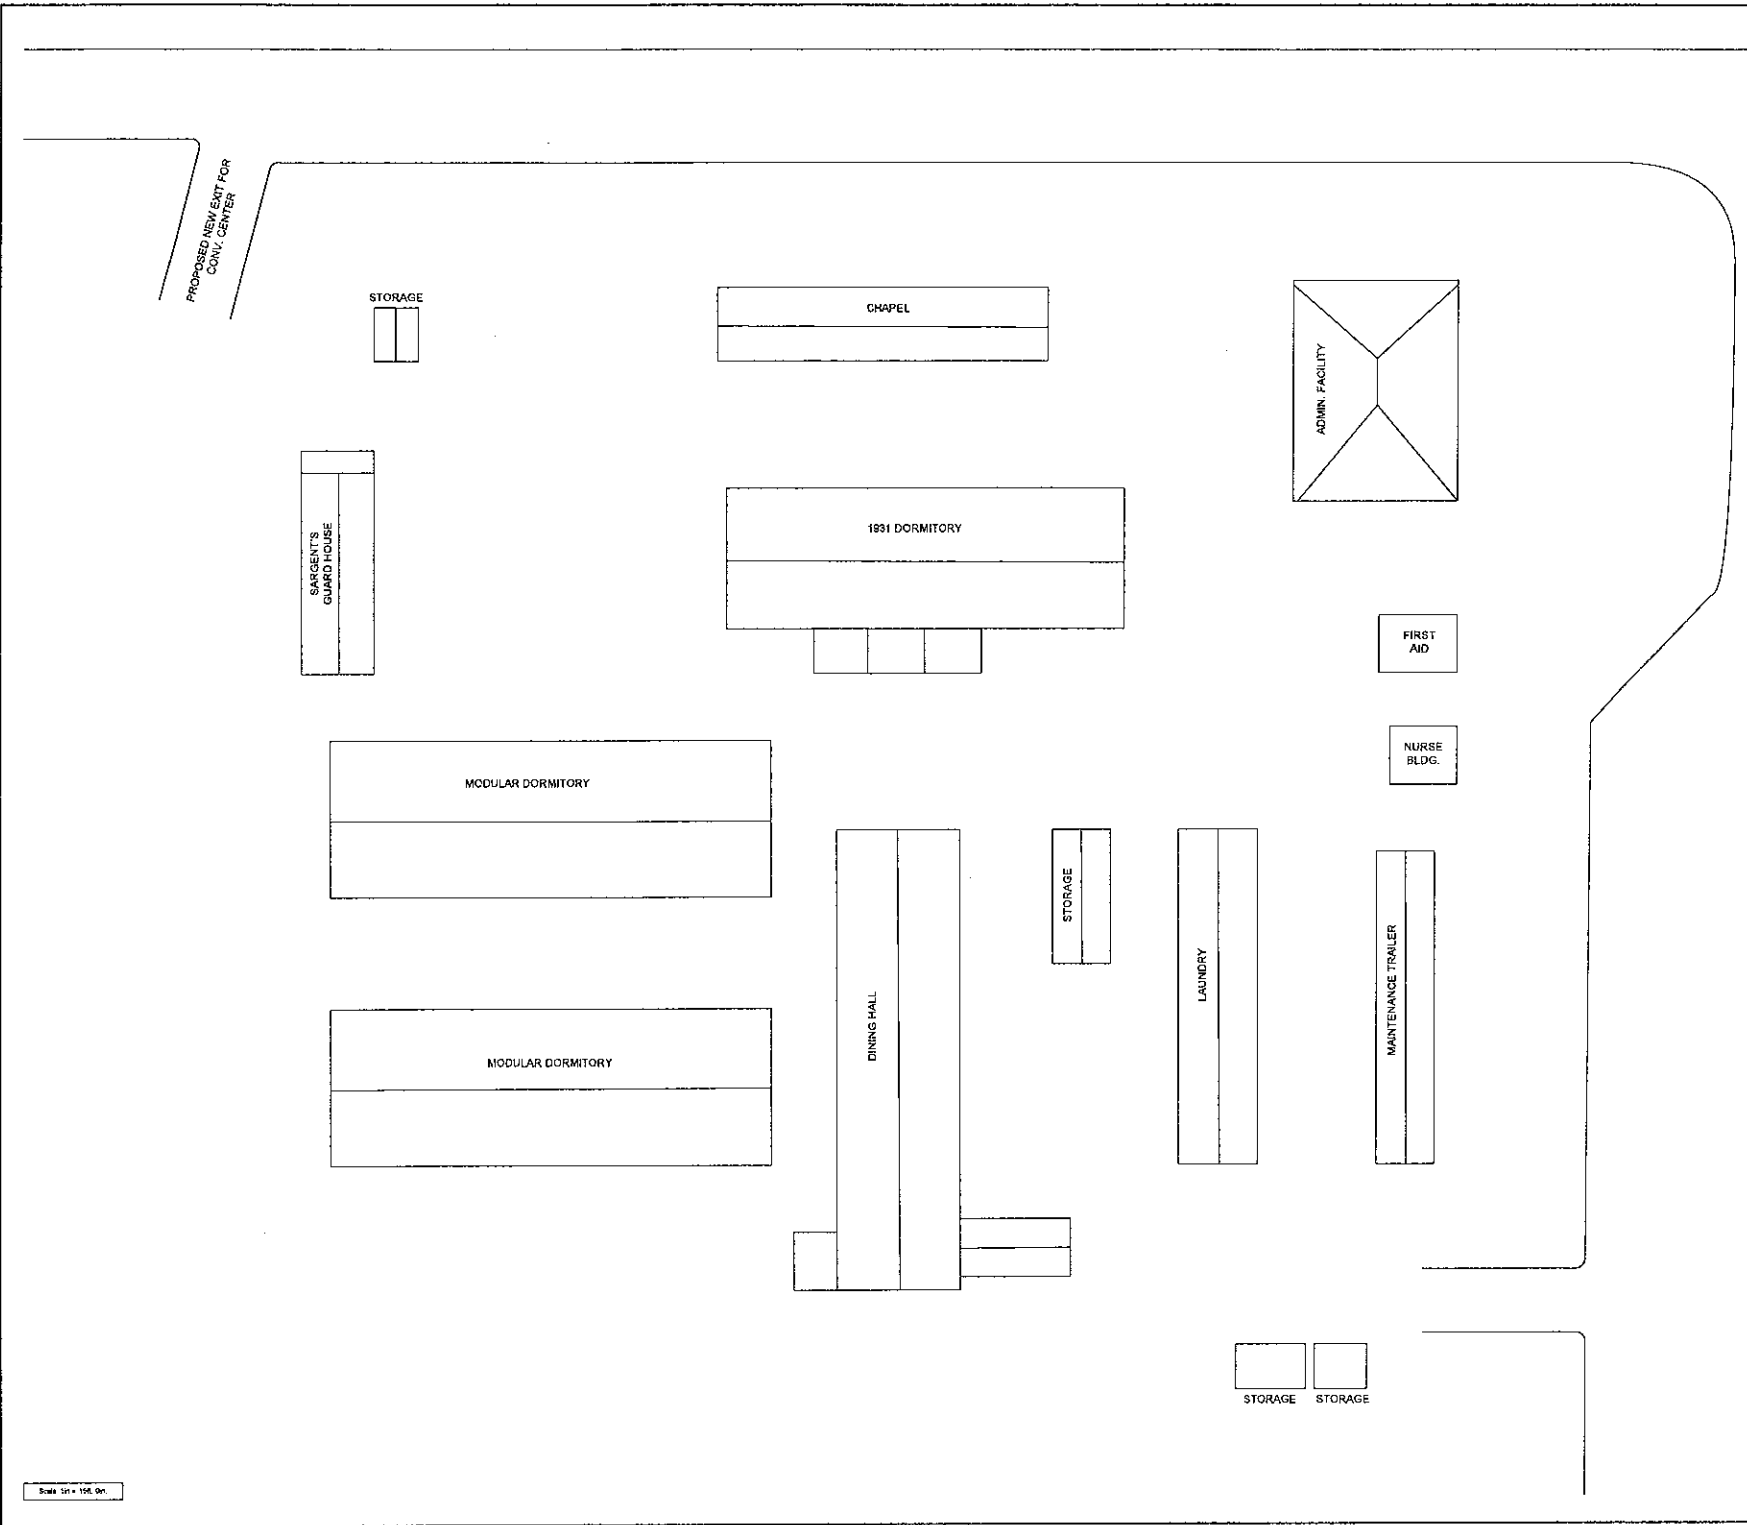 PROPOSED NEW EXIT FOR
CONV. CENTER
STORAGE
CHAPEL
ADMIN. FACILITY
SARGENT'S
GUARD HOUSE
1931 DORMITORY
FIRST
AID
NURSE
BLDG.
MODULAR DORMITORY
STORAGE
LAUNDRY
MAINTENANCE TRAILER
DINING HALL
MODULAR DORMITORY
STORAGE
STORAGE
Scale